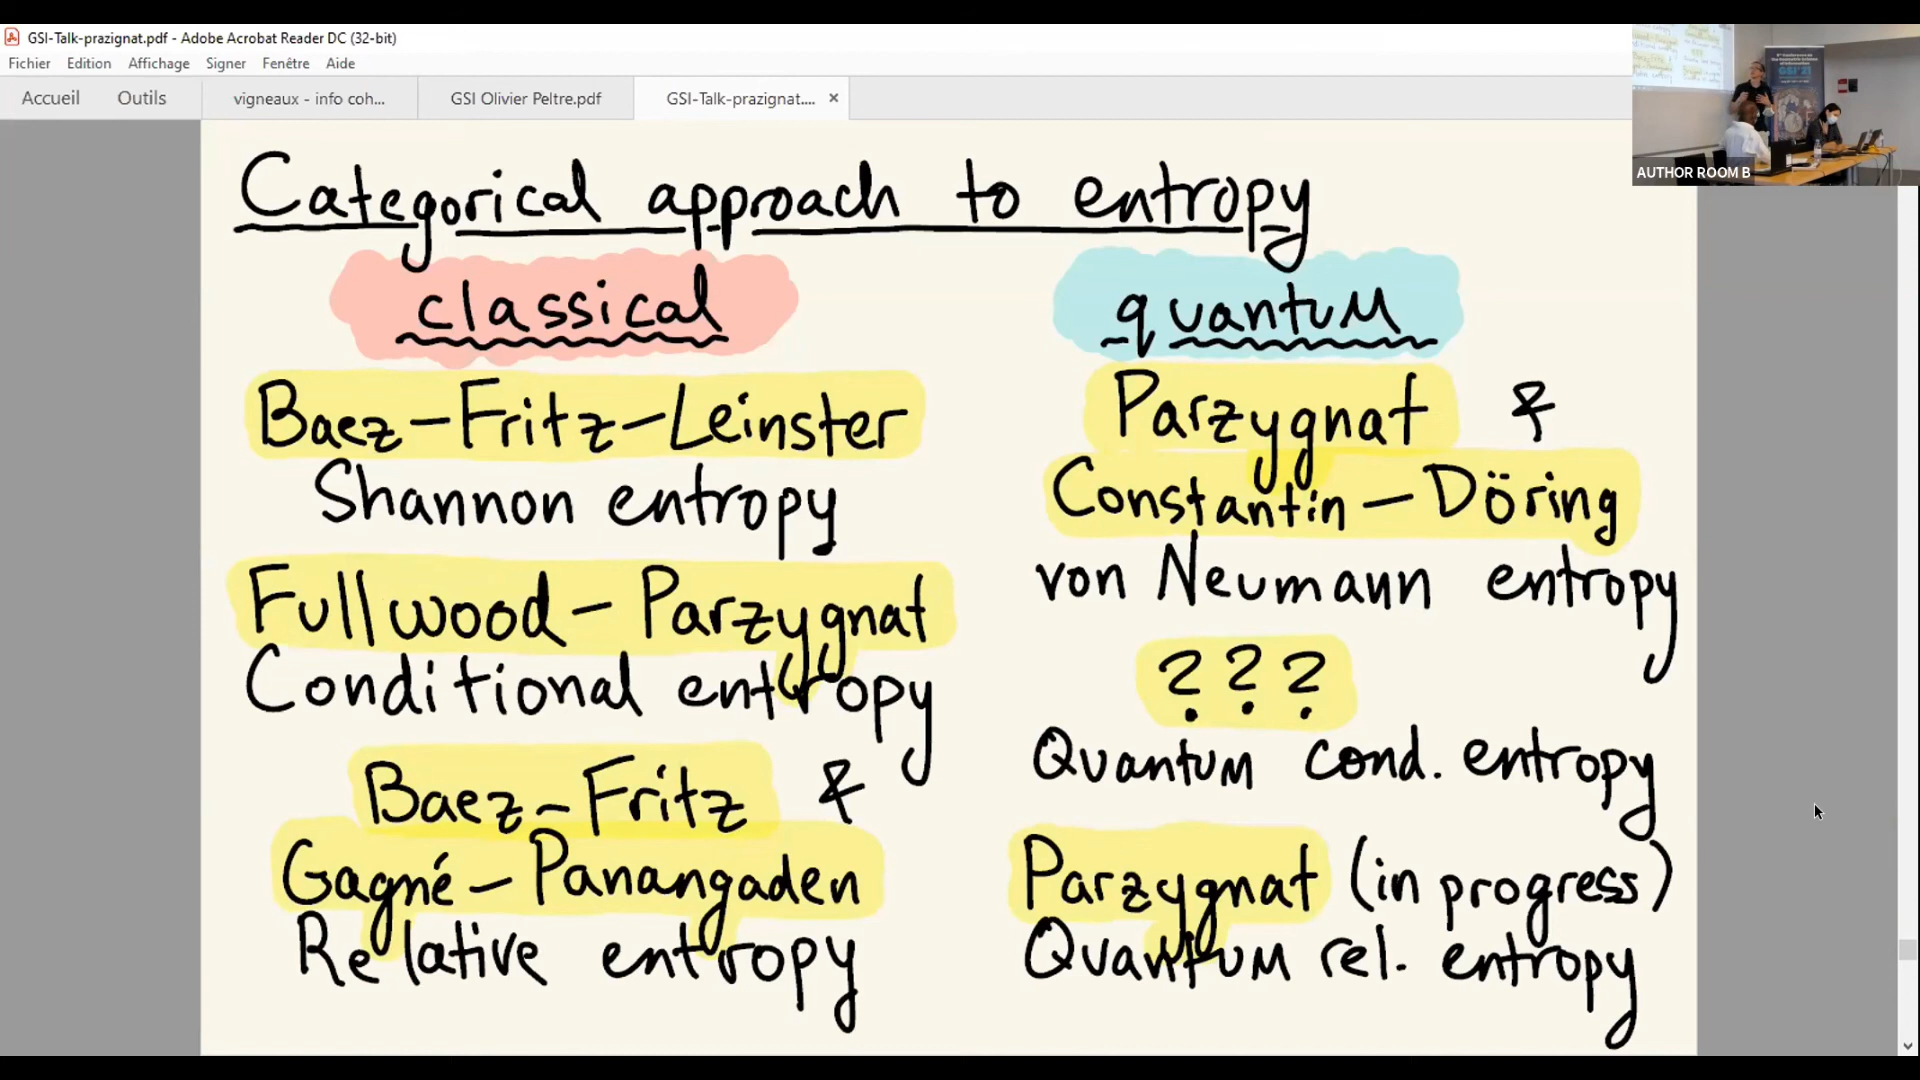 GSI-Talk-prazignat.pdf - Adobe Acrobat Reader DC (32-bit)
Fichier Edition Affichage Signer Fenêtre Aide
Accueil Outils vigneaux - info coh... GSI Olivier Peltre.pdf GSI-Talk-prazignat....
AUTHOR ROOM B
Categorical approach to entropy
classical
Baez-Fritz-Leinster
Shannon entropy
Fullwood - Parzygnat
Conditional entropy
Baez-Fritz &
Gagné - Panangaden
Relative entropy
quantum
Parzygnat &
Constantin - Döring
von Neumann entropy
???
Quantum cond. entropy
Parzygnat (in progress)
Quantum rel. entropy